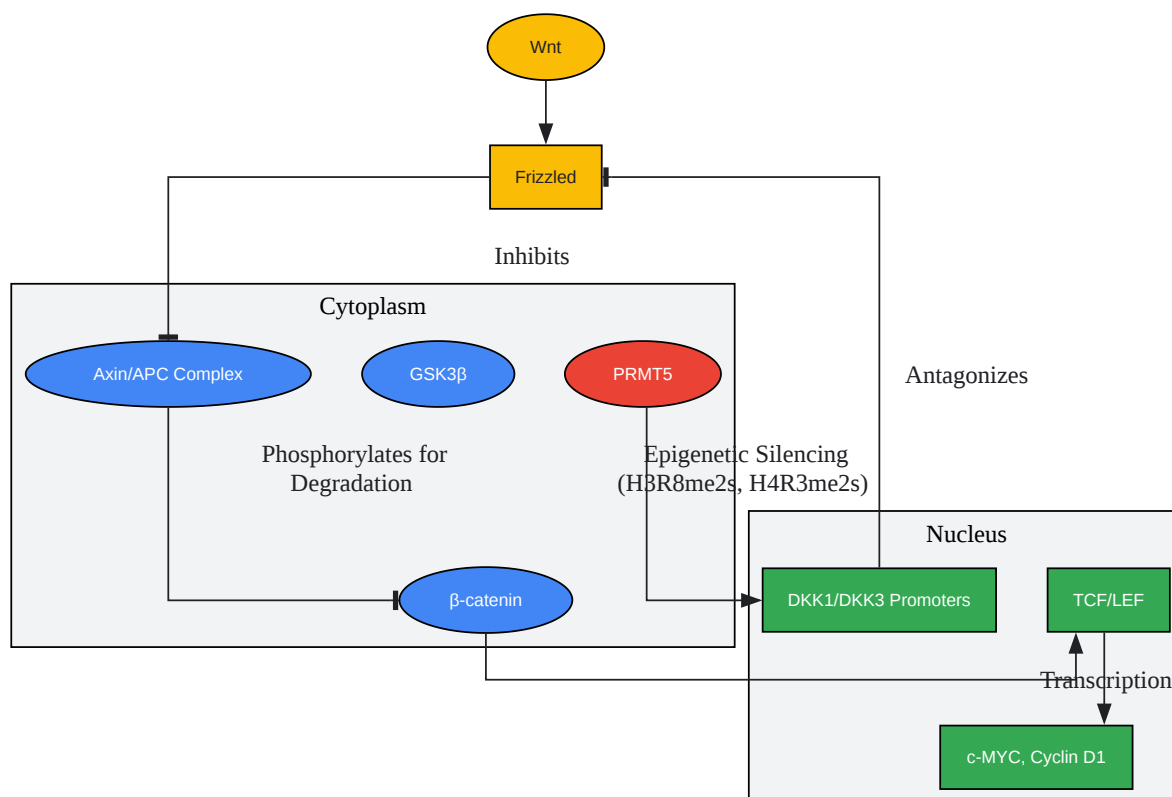 Wnt
Frizzled
Inhibits
Cytoplasm
Axin/APC Complex
GSK3β
PRMT5
Antagonizes
Phosphorylates for
Degradation
Epigenetic Silencing
(H3R8me2s, H4R3me2s)
Nucleus
β-catenin
DKK1/DKK3 Promoters
TCF/LEF
Transcription
c-MYC, Cyclin D1